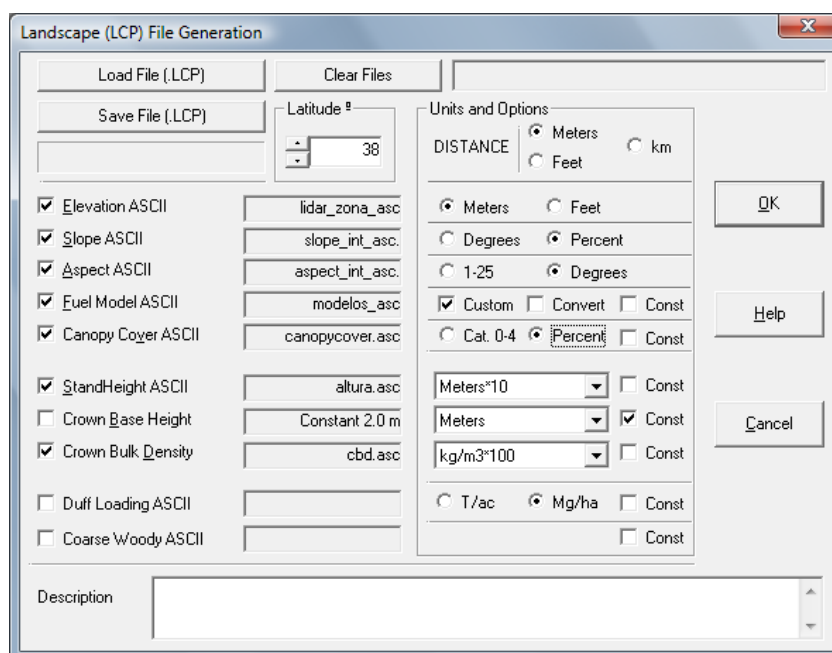 Landscape (LCP) File Generation
Load File (.LCP)
Clear Files
Save File (.LCP)
Latitude º
38
Units and Options
DISTANCE
Meters
Feet
km
Elevation ASCII
lidar_zona_asc
Meters
Feet
OK
Slope ASCII
slope_int_asc.
Degrees
Percent
Aspect ASCII
aspect_int_asc.
1-25
Degrees
Fuel Model ASCII
modelos_asc
Custom
Convert
Const
Help
Canopy Cover ASCII
canopycover.asc
Cat. 0-4
Percent
Const
StandHeight ASCII
altura.asc
Meters*10
Const
Crown Base Height
Constant 2.0 m
Meters
Const
Cancel
Crown Bulk Density
cbd.asc
kg/m3*100
Const
Duff Loading ASCII
T/ac
Mg/ha
Const
Coarse Woody ASCII
Const
Description